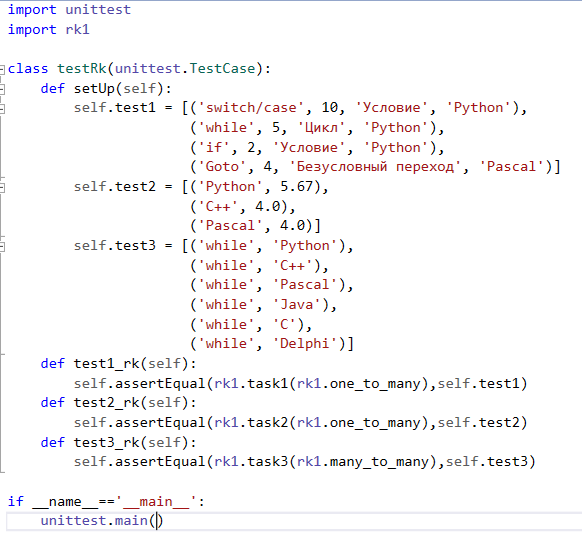 import unittest
import rk1
class testRk(unittest.TestCase):
    def setUp(self):
        self.test1 = [('switch/case', 10, 'Условие', 'Python'),
                      ('while', 5, 'Цикл', 'Python'),
                      ('if', 2, 'Условие', 'Python'),
                      ('Goto', 4, 'Безусловный переход', 'Pascal')]
        self.test2 = [('Python', 5.67),
                      ('C++', 4.0),
                      ('Pascal', 4.0)]
        self.test3 = [('while', 'Python'),
                      ('while', 'C++'),
                      ('while', 'Pascal'),
                      ('while', 'Java'),
                      ('while', 'C'),
                      ('while', 'Delphi')]
    def test1_rk(self):
        self.assertEqual(rk1.task1(rk1.one_to_many),self.test1)
    def test2_rk(self):
        self.assertEqual(rk1.task2(rk1.one_to_many),self.test2)
    def test3_rk(self):
        self.assertEqual(rk1.task3(rk1.many_to_many),self.test3)
if __name__=='__main__':
    unittest.main()